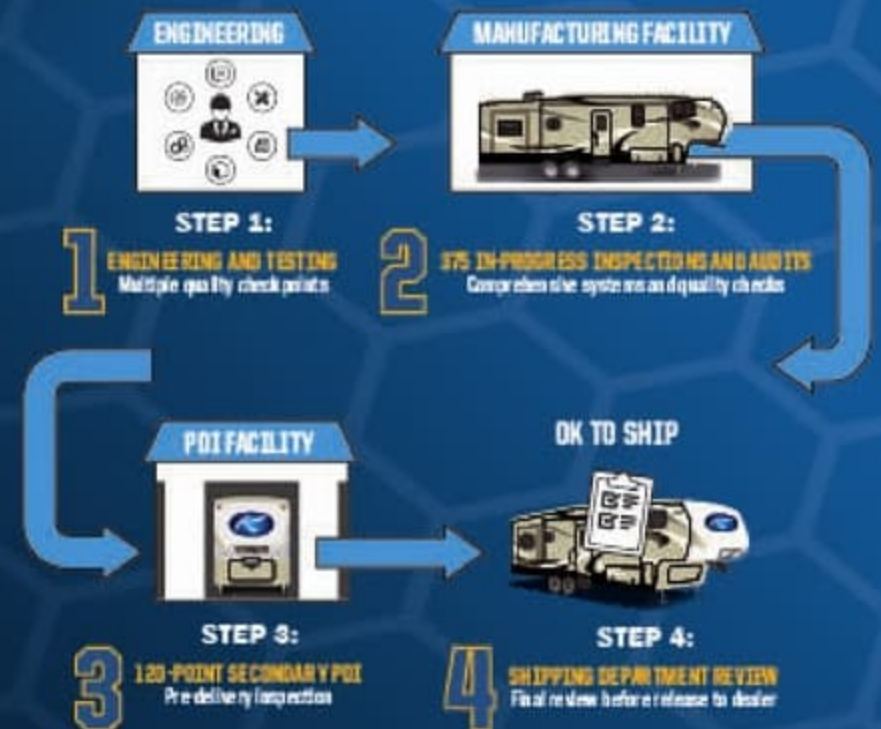 ENGINEERING
MANUFACTURING FACILITY
STEP 1:
1
ENGINEERING AND TESTING
Multiple quality checkpoints
STEP 2:
2
375 IN-PROGRESS INSPECTIONS AND AUDITS
Comprehensive systems and quality checks
PDI FACILITY
OK TO SHIP
STEP 3:
3
120-POINT SECONDARY PDI
Pre-delivery inspection
STEP 4:
4
SHIPPING DEPARTMENT REVIEW
Final review before release to dealer